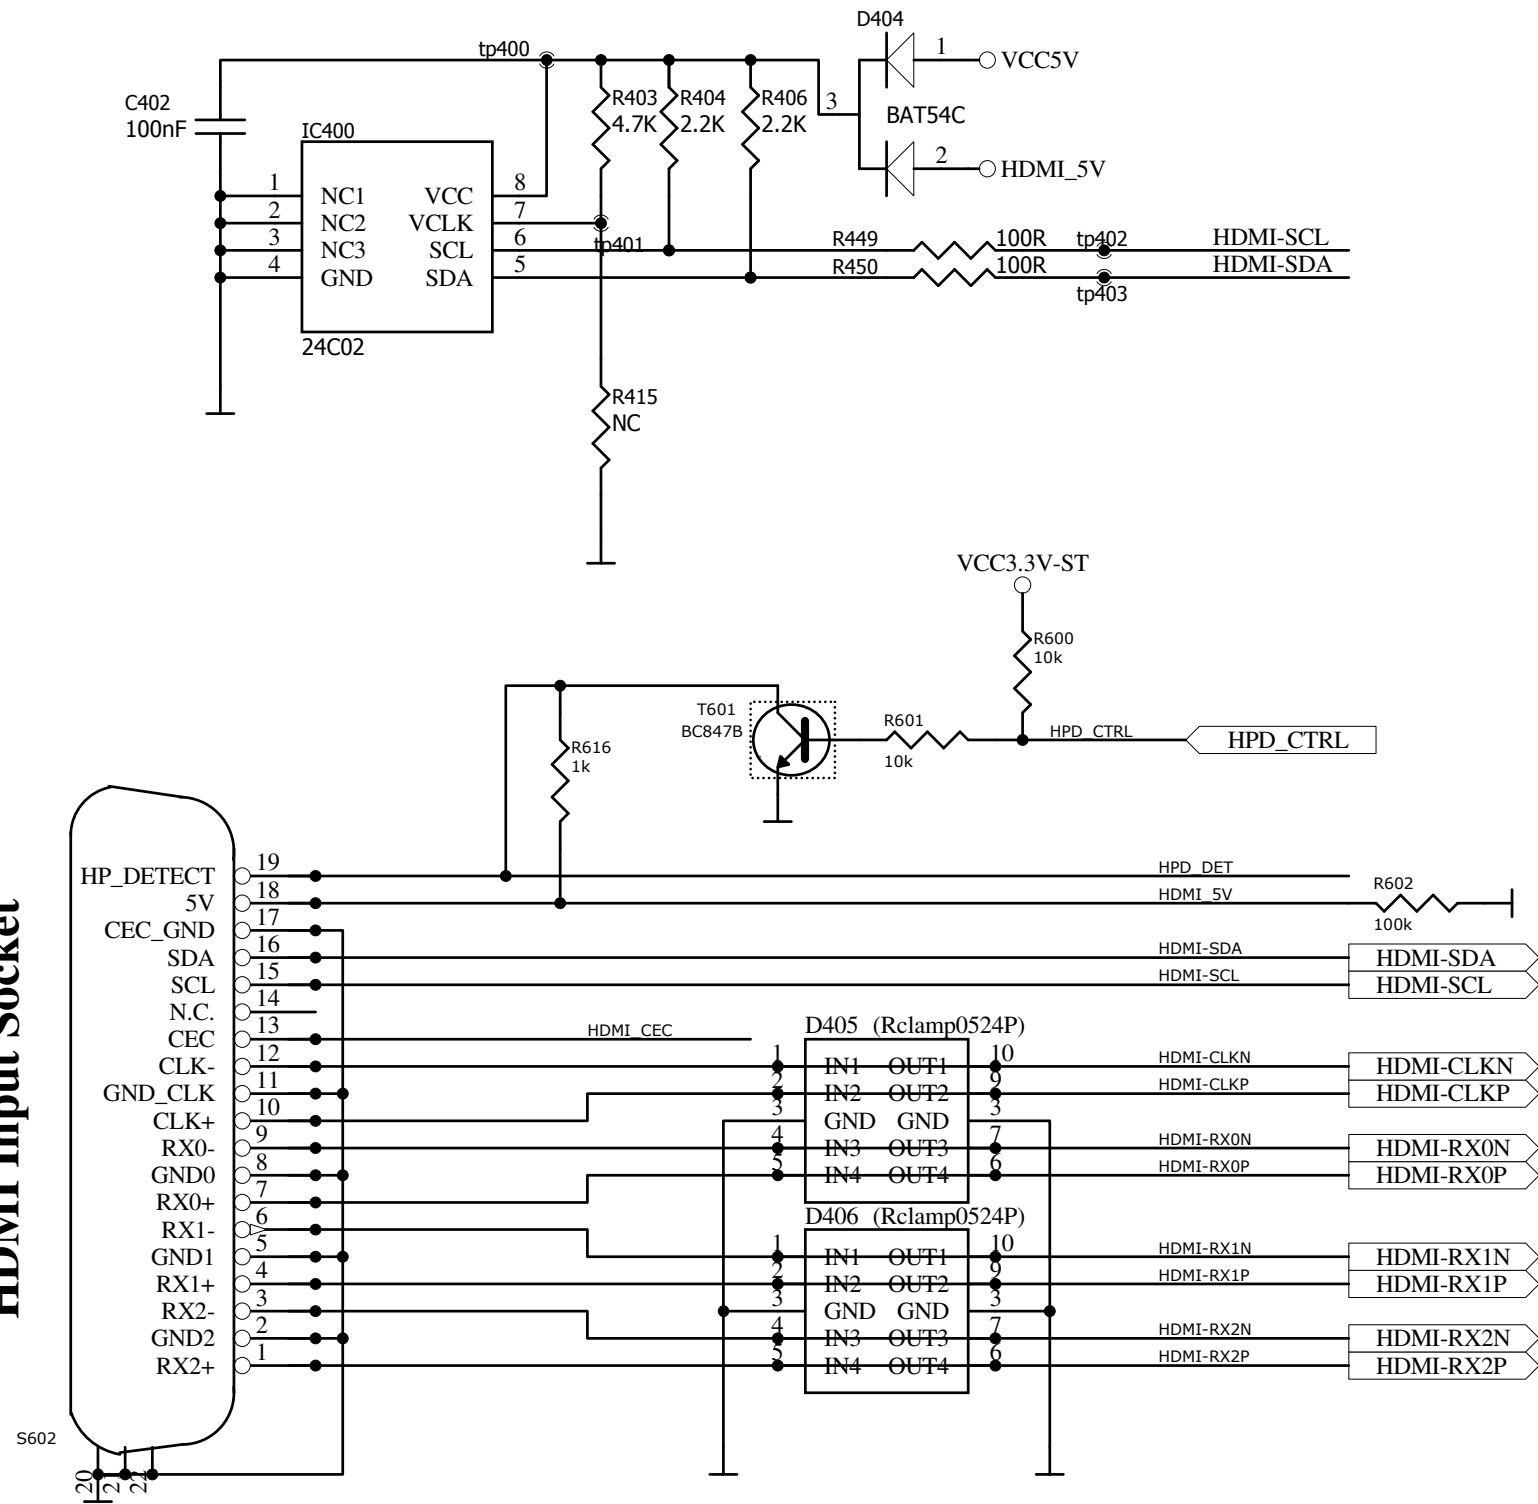 D404
tp400
1
VCC5V
C402
100nF
R403
4.7K
R404
2.2K
R406
2.2K
3
BAT54C
IC400
2
HDMI_5V
1
NC1
VCC
8
2
NC2
VCLK
7
3
NC3
SCL
6
4
GND
SDA
5
tp401
R449
100R
tp402
HDMI-SCL
R450
100R
tp403
HDMI-SDA
24C02
R415
NC
VCC3.3V-ST
R600
10k
T601
BC847B
R601
10k
HPD_CTRL
HPD_CTRL
R616
1k
HDMI Input Socket
HP_DETECT
19
HPD_DET
5V
18
HDMI_5V
R602
100k
CEC_GND
17
SDA
16
HDMI-SDA
HDMI-SDA
SCL
15
HDMI-SCL
HDMI-SCL
N.C.
14
CEC
13
HDMI_CEC
D405 (Rclamp0524P)
CLK-
12
1
IN1
OUT1
10
HDMI-CLKN
HDMI-CLKN
GND_CLK
11
2
IN2
OUT2
9
HDMI-CLKP
HDMI-CLKP
CLK+
10
3
GND
GND
3
RX0-
9
4
IN3
OUT3
7
HDMI-RX0N
HDMI-RX0N
GND0
8
5
IN4
OUT4
6
HDMI-RX0P
HDMI-RX0P
RX0+
7
D406 (Rclamp0524P)
RX1-
6
GND1
5
1
IN1
OUT1
10
HDMI-RX1N
HDMI-RX1N
RX1+
4
2
IN2
OUT2
9
HDMI-RX1P
HDMI-RX1P
RX2-
3
3
GND
GND
3
GND2
2
4
IN3
OUT3
7
HDMI-RX2N
HDMI-RX2N
RX2+
1
5
IN4
OUT4
6
HDMI-RX2P
HDMI-RX2P
S602
20
21
22